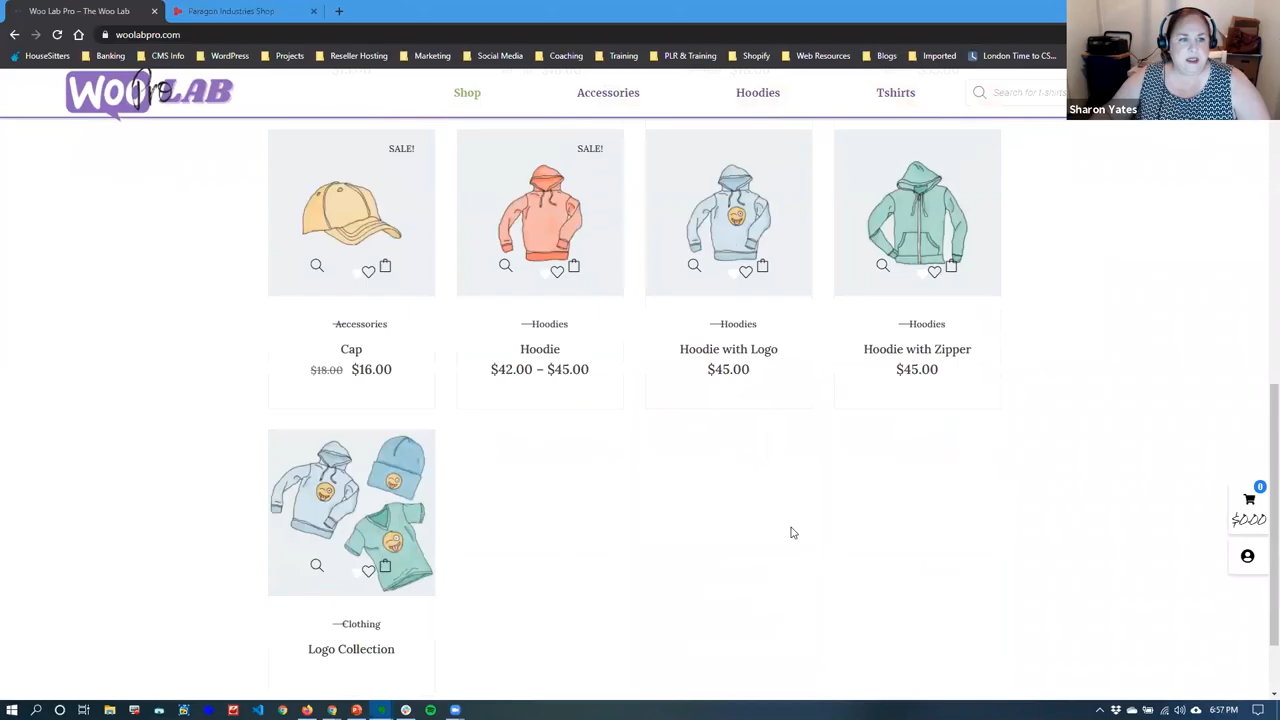 Woo Lab Pro – The Woo Lab
Paragon Industries Shop
woolabpro.com
HouseSitters Banking CMS Info WordPress Projects Reseller Hosting Marketing Social Media Coaching Training PLR & Training Shopify Web Resources Blogs Imported London Time to CS...
WOO Pro LAB
Shop Accessories Hoodies Tshirts Search for t-shirts
Sharon Yates
SALE! SALE!
Accessories Hoodies Hoodies Hoodies
Cap Hoodie Hoodie with Logo Hoodie with Zipper
$18.00 $16.00 $42.00 – $45.00 $45.00 $45.00
0
$0.00
Clothing
Logo Collection
6:57 PM